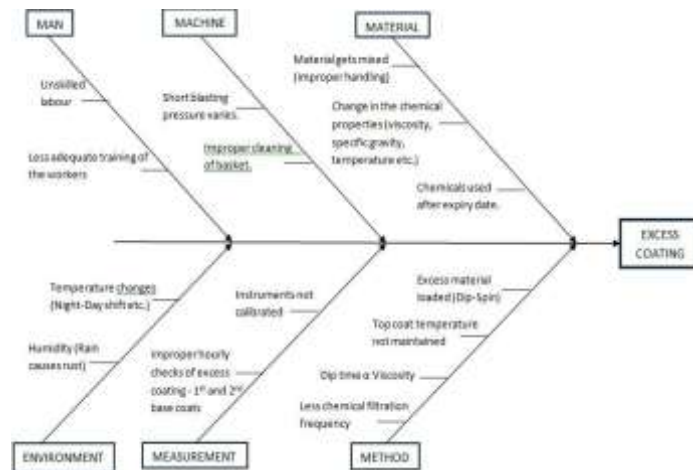 MAN
MACHINE
MATERIAL
Unskilled
labour
Less adequate training of
the workers
Short blasting
pressure varies.
Improper cleaning
of basket.
Material gets mixed
(improper handling)
Change in the chemical
properties (viscosity,
specific gravity,
temperature etc.)
Chemicals used
after expiry date.
EXCESS
COATING
Temperature changes
(Night-Day shift etc.)
Humidity (Rain
causes rust)
Instruments not
calibrated
Improper hourly
checks of excess
coating - 1st and 2nd
base coats
Excess material
loaded (Dip-Spin)
Top coat temperature
not maintained
Dip time α Viscosity
Less chemical filtration
frequency
ENVIRONMENT
MEASUREMENT
METHOD